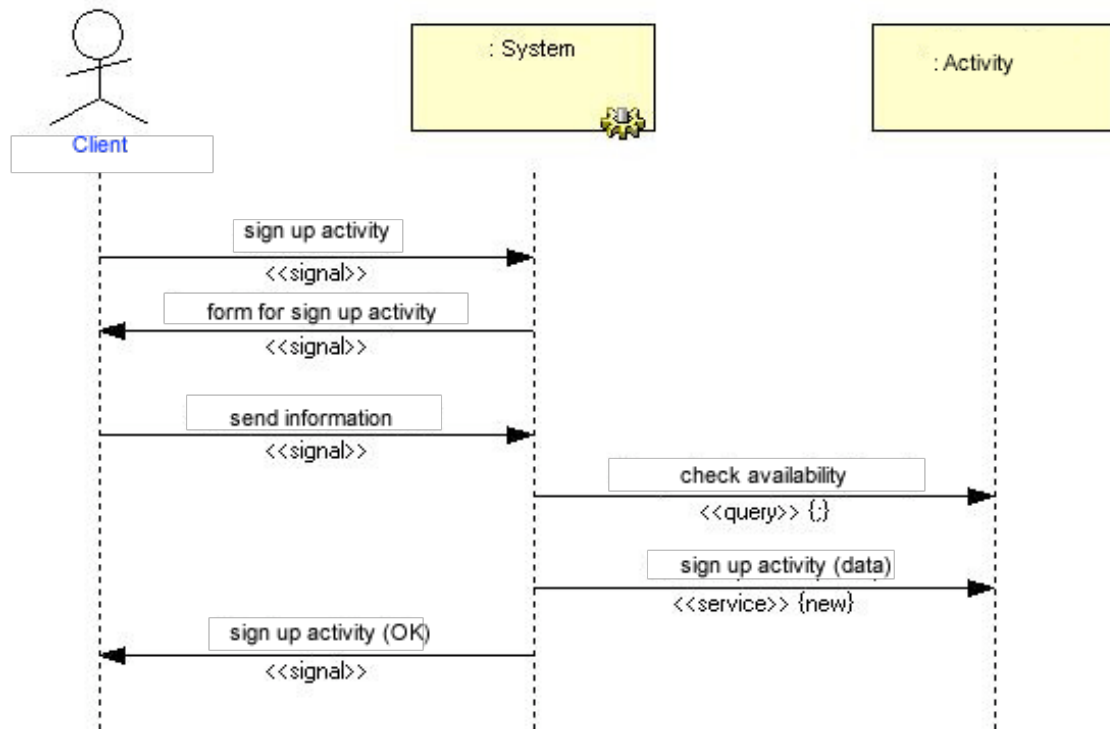 : System
: Activity
Client
sign up activity
<<signal>>
form for sign up activity
<<signal>>
send information
<<signal>>
check availability
<<query>> {;}
sign up activity (data)
<<service>> {new}
sign up activity (OK)
<<signal>>